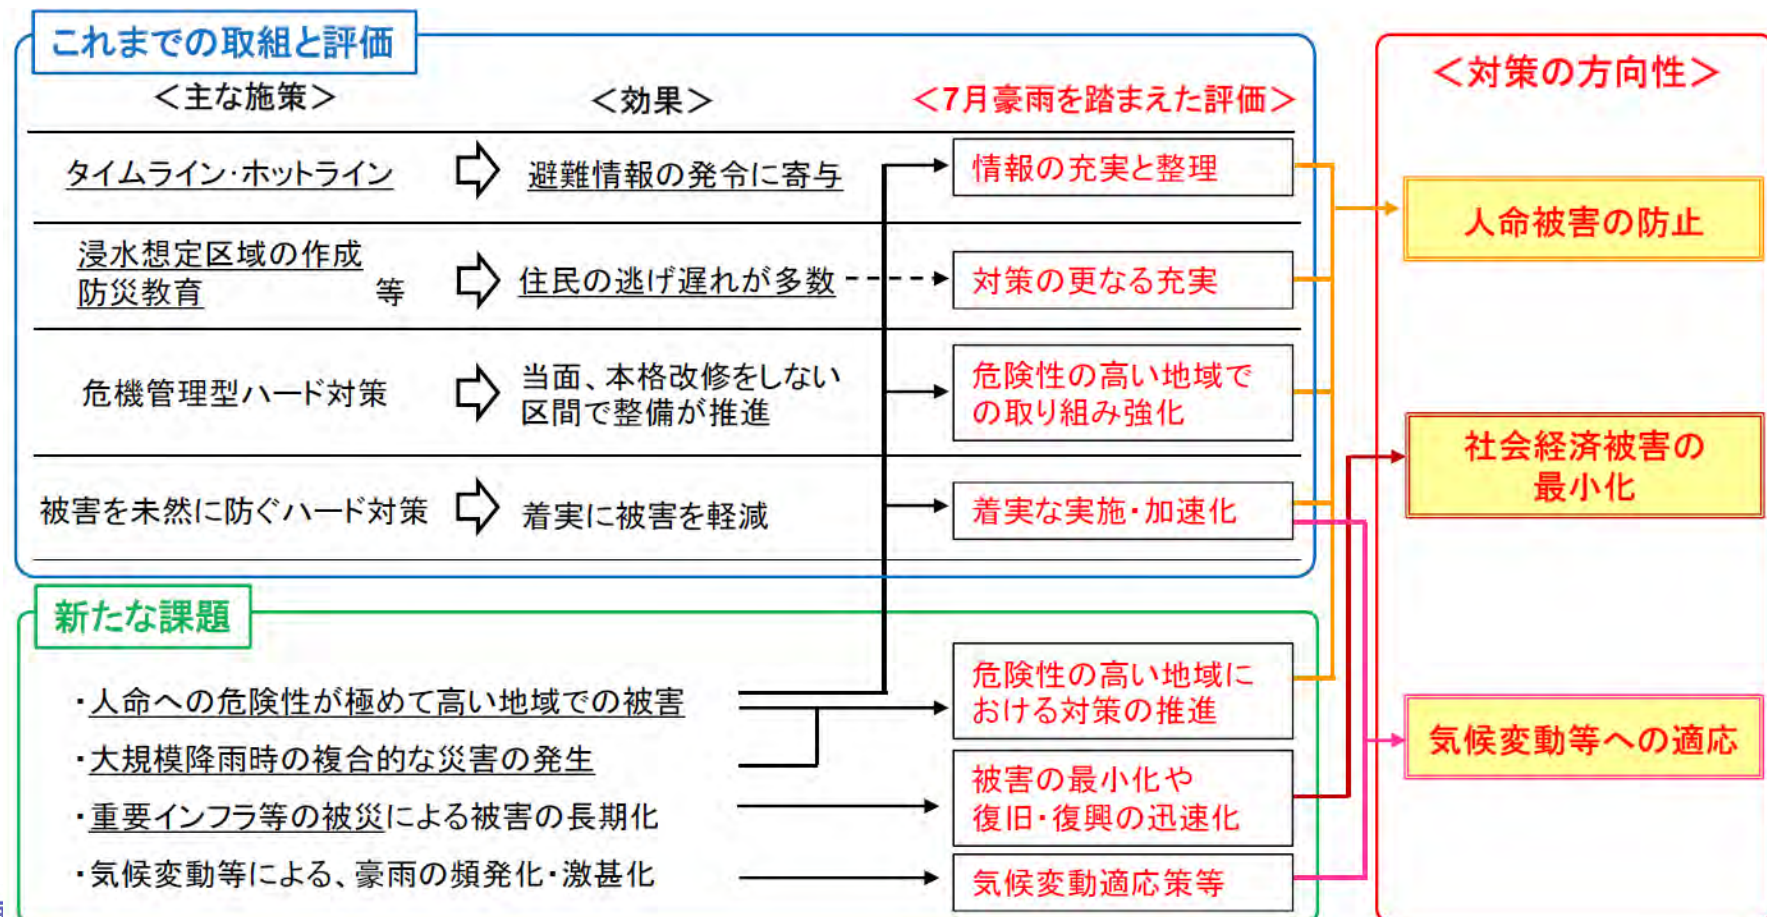 これまでの取組と評価
＜主な施策＞
＜効果＞
＜7月豪雨を踏まえた評価＞
タイムライン・ホットライン
避難情報の発令に寄与
情報の充実と整理
浸水想定区域の作成
防災教育 等
住民の逃げ遅れが多数
対策の更なる充実
危機管理型ハード対策
当面、本格改修をしない
区間で整備が推進
危険性の高い地域で
の取り組み強化
被害を未然に防ぐハード対策
着実に被害を軽減
着実な実施・加速化
新たな課題
・人命への危険性が極めて高い地域での被害
・大規模降雨時の複合的な災害の発生
・重要インフラ等の被災による被害の長期化
・気候変動等による、豪雨の頻発化・激甚化
危険性の高い地域に
おける対策の推進
被害の最小化や
復旧・復興の迅速化
気候変動適応策等
＜対策の方向性＞
人命被害の防止
社会経済被害の
最小化
気候変動等への適応